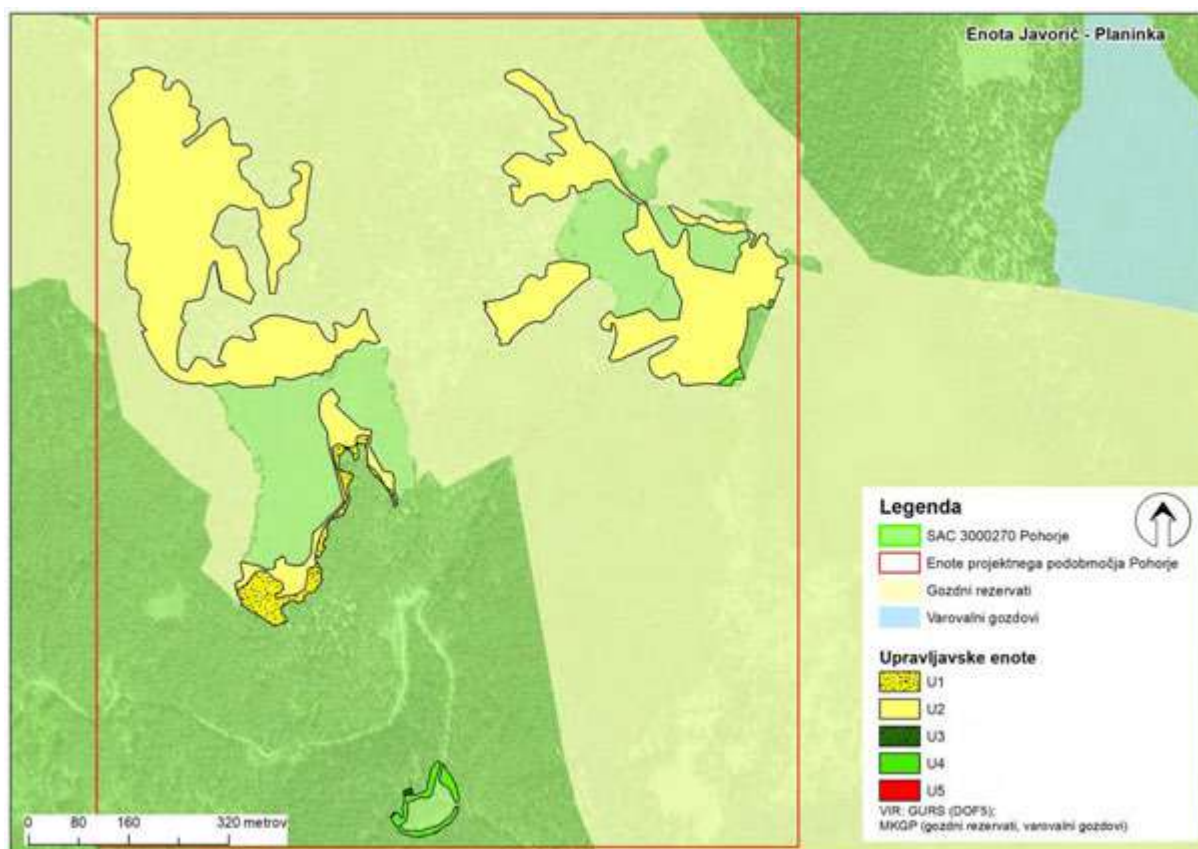 Enota Javorič - Planinka
Legenda
SAC 3000270 Pohorje
Enote projektnega podobmočja Pohorje
Gozdni rezervati
Varovalni gozdovi
Upravljavske enote
U1
U2
U3
U4
U5
VIR: GURS (DOF5);
MKGP (gozdni rezervati, varovalni gozdovi)
0 80 160 320 metrov